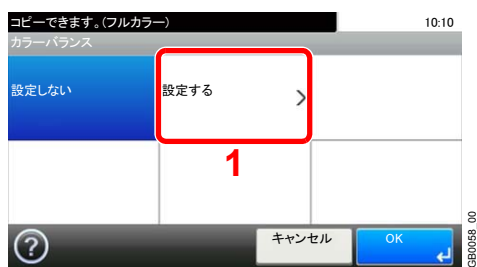 コピーできます。(フルカラー)
10:10
カラーバランス
設定しない
設定する
1
?
キャンセル
OK
GB0058_00